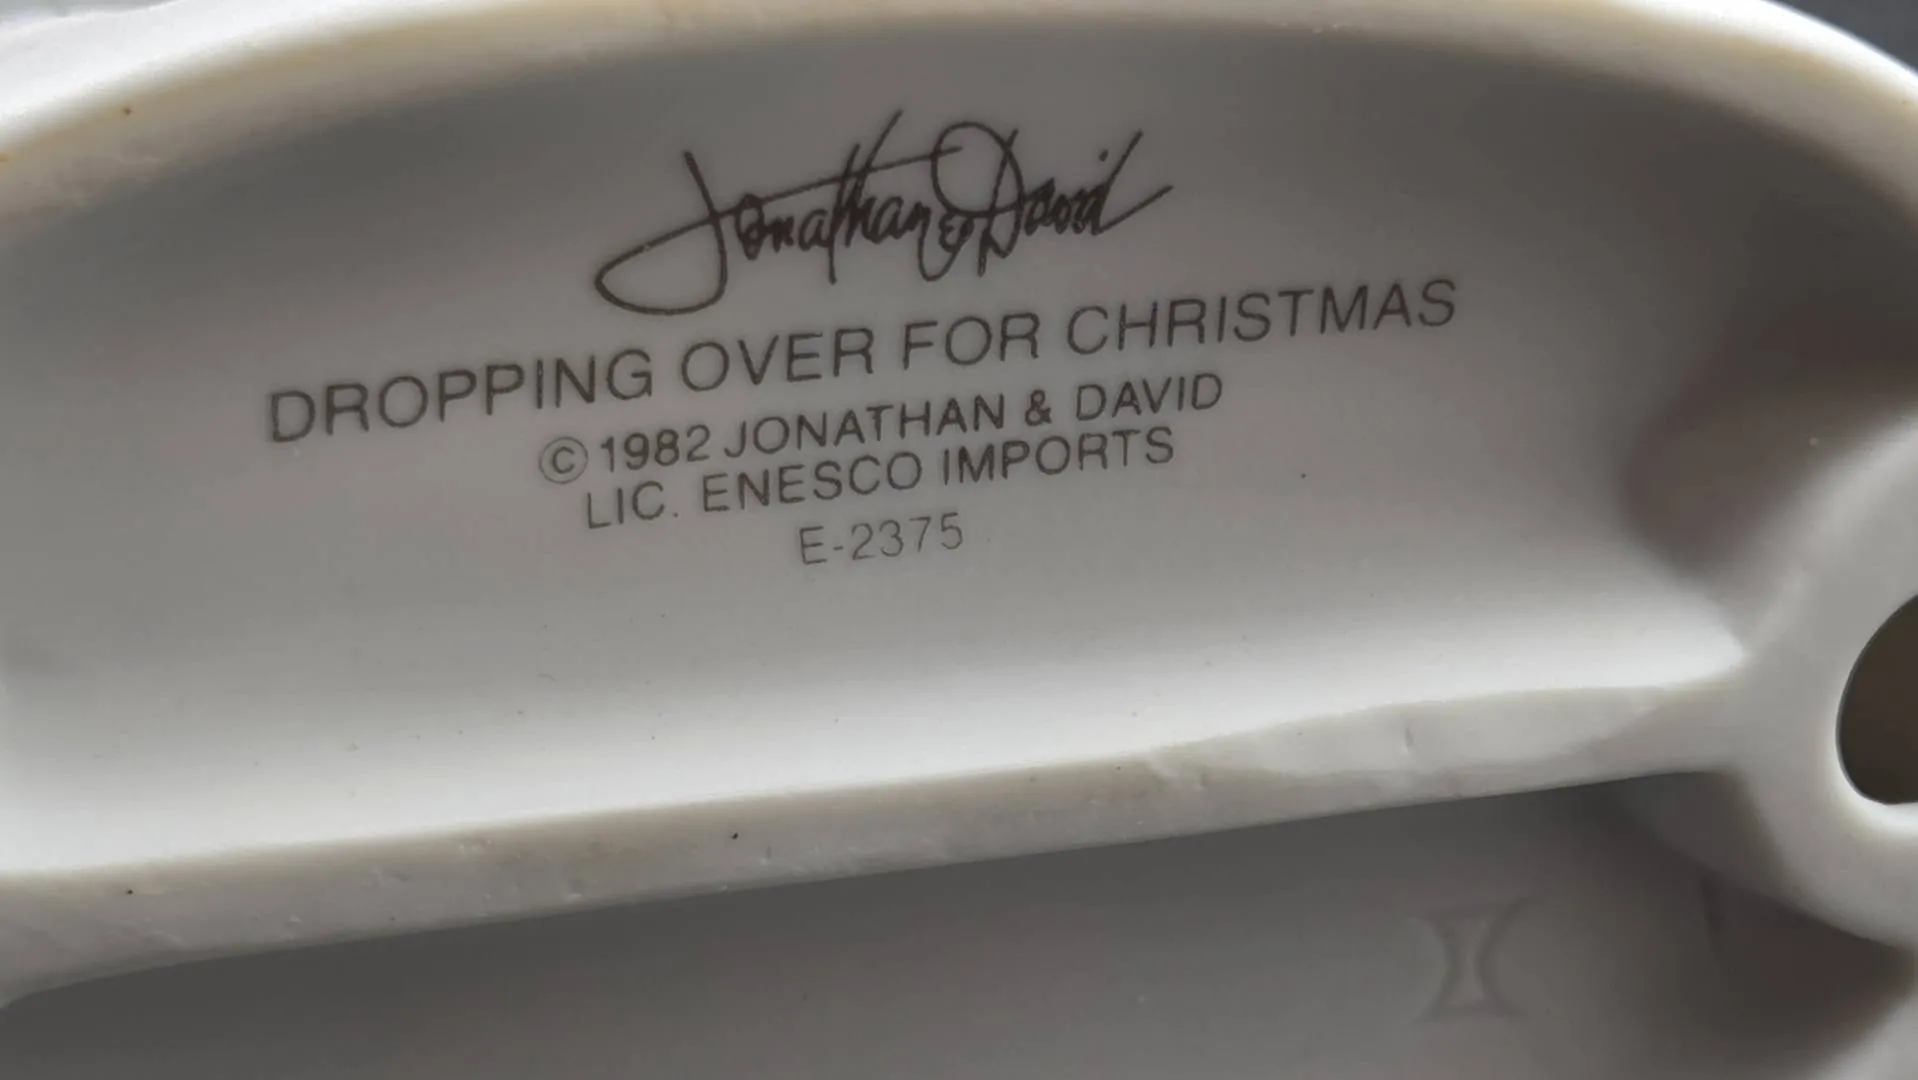 Jonathan & David
DROPPING OVER FOR CHRISTMAS
© 1982 JONATHAN & DAVID
LIC. ENESCO IMPORTS
E-2375